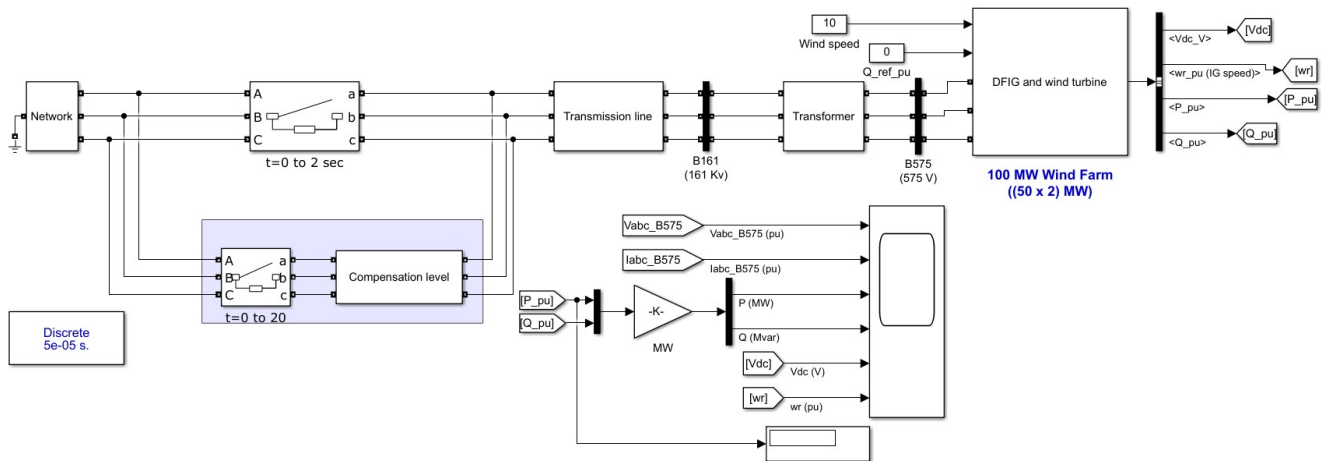 10
Wind speed
0
Q_ref_pu
DFIG and wind turbine
<Vdc_V>
[Vdc]
<wr_pu (IG speed)>
[wr]
<P_pu>
[P_pu]
<Q_pu>
[Q_pu]
100 MW Wind Farm
((50 x 2) MW)
Network
A
B
C
a
b
c
t=0 to 2 sec
Transmission line
B161
(161 Kv)
Transformer
B575
(575 V)
A
B
C
a
b
c
t=0 to 20
Compensation level
Discrete
5e-05 s.
Vabc_B575
Vabc_B575 (pu)
Iabc_B575
Iabc_B575 (pu)
[P_pu]
[Q_pu]
-K-
MW
P (MW)
Q (Mvar)
[Vdc]
Vdc (V)
[wr]
wr (pu)